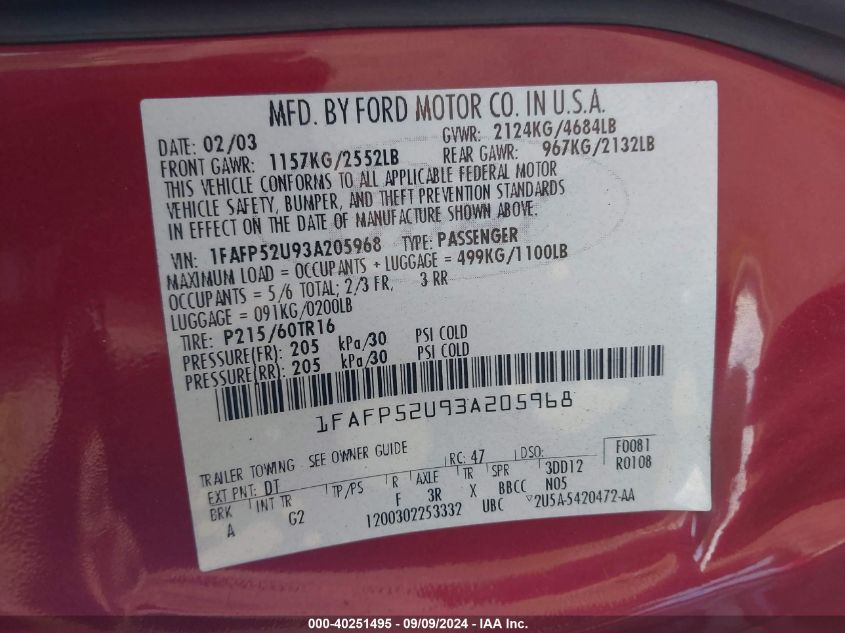 MFD. BY FORD MOTOR CO. IN U.S.A.
DATE: 02/03 GVWR: 2124KG/4684LB
FRONT GAWR: 1157KG/2552LB REAR GAWR: 967KG/2132LB
THIS VEHICLE CONFORMS TO ALL APPLICABLE FEDERAL MOTOR
VEHICLE SAFETY, BUMPER, AND THEFT PREVENTION STANDARDS
IN EFFECT ON THE DATE OF MANUFACTURE SHOWN ABOVE.
VIN: 1FAFP52U93A205968 TYPE: PASSENGER
MAXIMUM LOAD = OCCUPANTS + LUGGAGE = 499KG/1100LB
OCCUPANTS = 5/6 TOTAL; 2/3 FR, 3 RR
LUGGAGE = 091KG/0200LB
TIRE: P215/60TR16
PRESSURE(FR): 205 kPa/30 PSI COLD
PRESSURE(RR): 205 kPa/30 PSI COLD
1FAFP52U93A205968
TRAILER TOWING - SEE OWNER GUIDE
EXT PNT: DT RC: 47 DSO: F0081
BRK INT TR TP/PS R AXLE TR SPR 3DD12 R0108
A G2 F 3R X BBCC N05
1200302253332 UBC ▽2U5A-5420472-AA
000-40251495 - 09/09/2024 - IAA Inc.